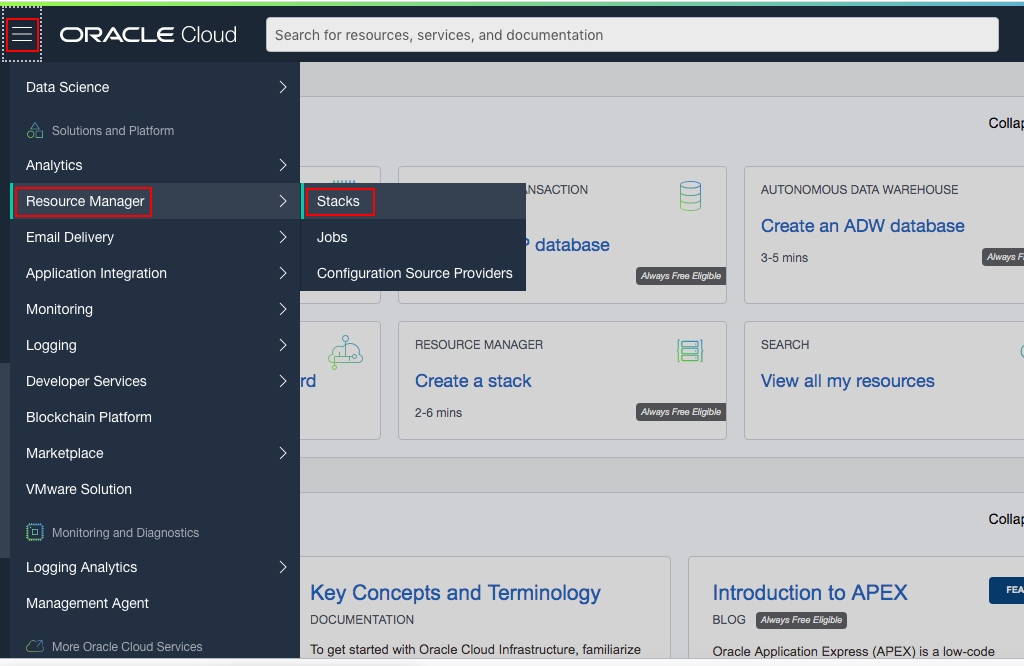 ORACLE Cloud
Search for resources, services, and documentation
Data Science
Solutions and Platform
Analytics
Resource Manager
Email Delivery
Application Integration
Monitoring
Logging
Developer Services
Blockchain Platform
Marketplace
VMware Solution
Monitoring and Diagnostics
Logging Analytics
Management Agent
More Oracle Cloud Services
Stacks
Jobs
Configuration Source Providers
Collap
NSACTION
P database
Always Free Eligible
AUTONOMOUS DATA WAREHOUSE
Create an ADW database
3-5 mins
Always F
rd
RESOURCE MANAGER
Create a stack
2-6 mins
Always Free Eligible
SEARCH
View all my resources
Collap
Key Concepts and Terminology
DOCUMENTATION
To get started with Oracle Cloud Infrastructure, familiarize
Introduction to APEX
FEA
BLOG Always Free Eligible
Oracle Application Express (APEX) is a low-code